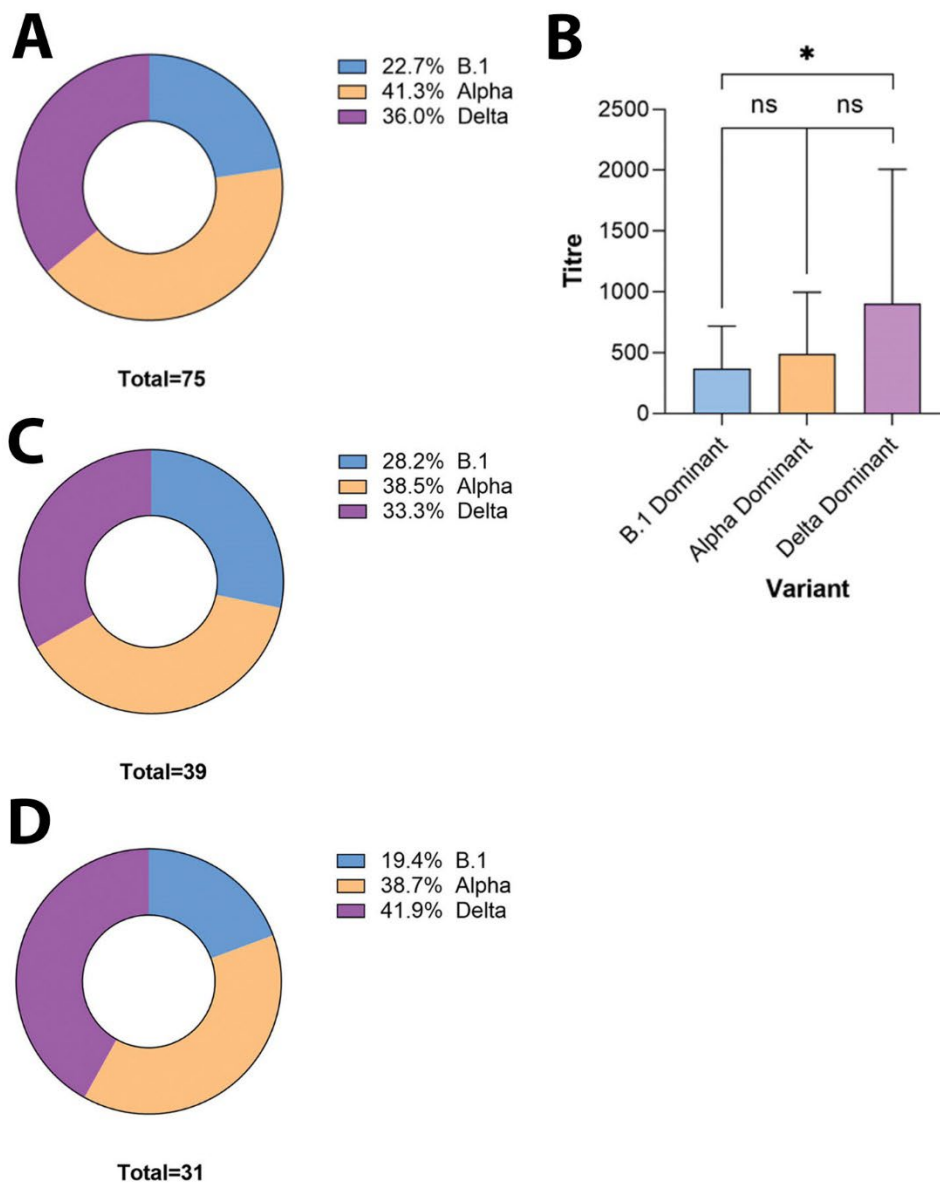 A
22.7% B.1
41.3% Alpha
36.0% Delta
Total=75
B
*
ns ns
2500
2000
1500
1000
500
0
Titre
B.1 Dominant
Alpha Dominant
Delta Dominant
Variant
C
28.2% B.1
38.5% Alpha
33.3% Delta
Total=39
D
19.4% B.1
38.7% Alpha
41.9% Delta
Total=31